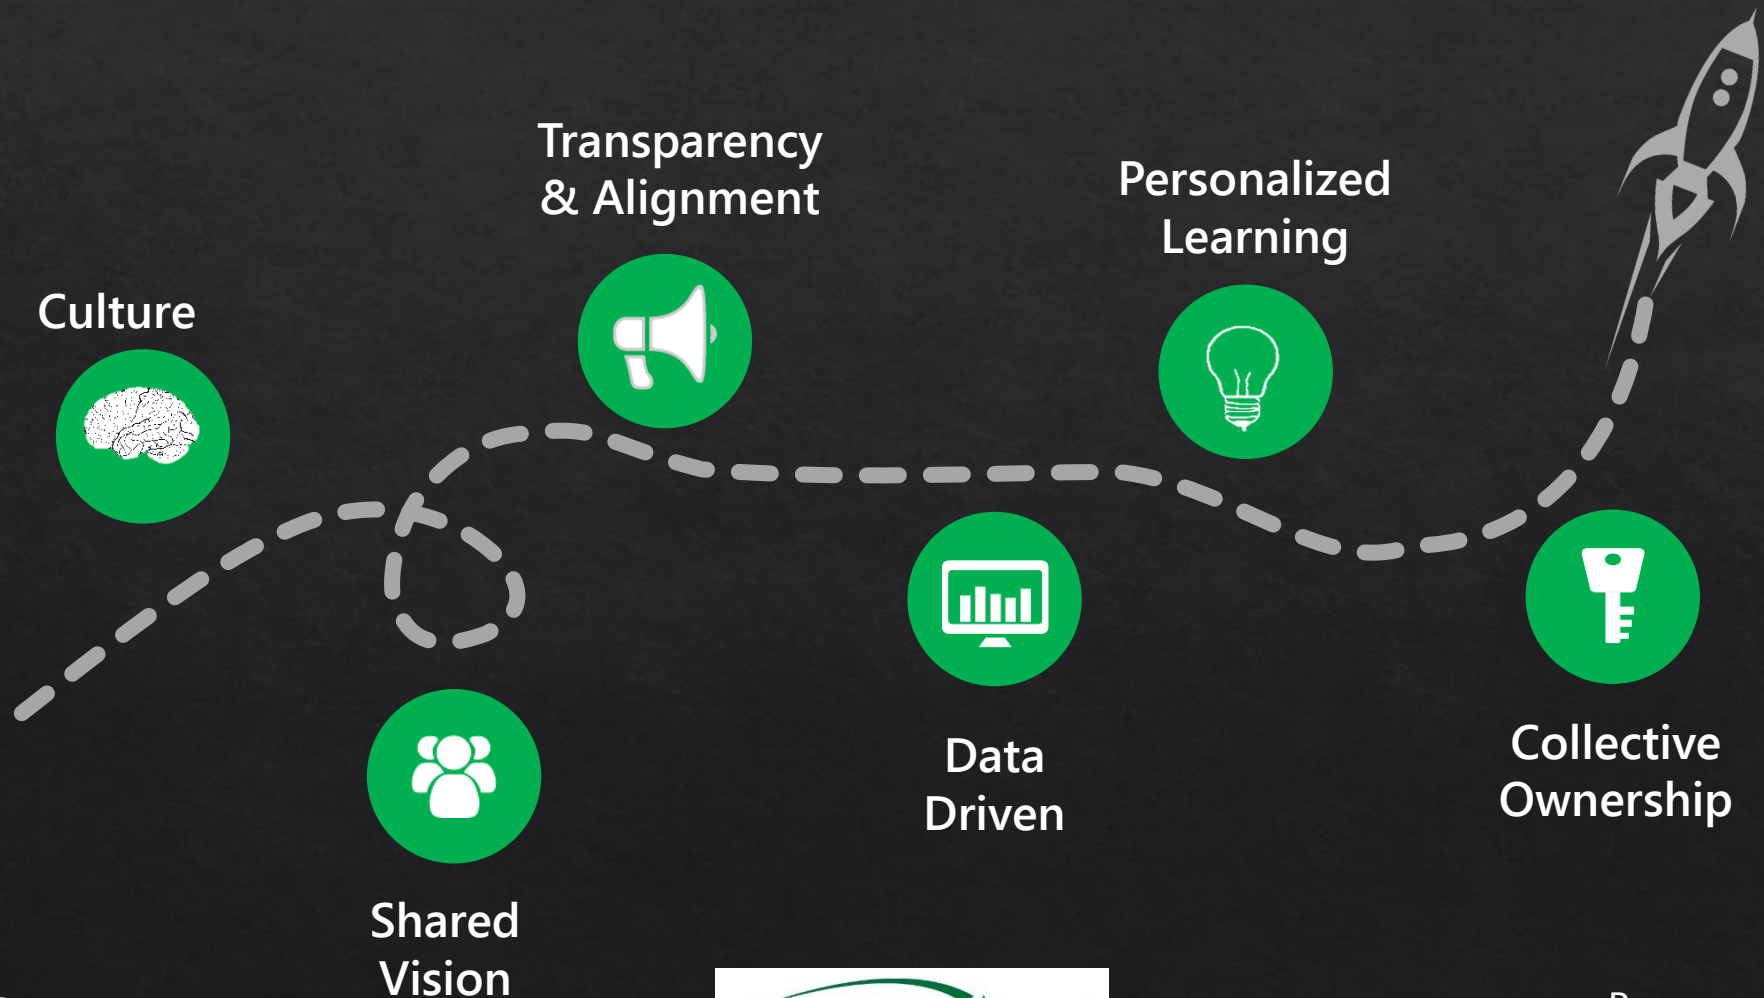 Culture
Shared
Vision
Transparency
& Alignment
Data
Driven
Personalized
Learning
Collective
Ownership